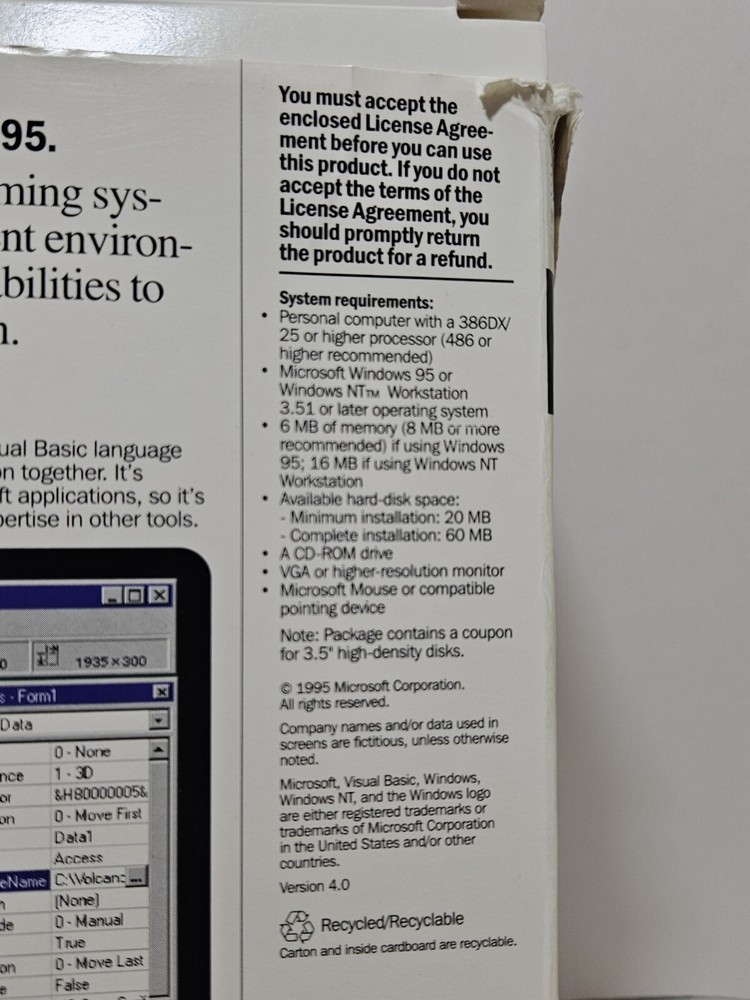 95.
ming sys-
nt environ-
bilities to
n.
ual Basic language
n together. It's
ft applications, so it's
pertise in other tools.
1935 × 300
s - Form1
Data
0 - None
nce 1 - 3D
or &H80000005&
on 0 - Move First
Data1
Access
eName C:\Volcano ...
n (None)
de 0 - Manual
True
on 0 - Move Last
e False
You must accept the
enclosed License Agree-
ment before you can use
this product. If you do not
accept the terms of the
License Agreement, you
should promptly return
the product for a refund.
System requirements:
• Personal computer with a 386DX/
25 or higher processor (486 or
higher recommended)
• Microsoft Windows 95 or
Windows NT™ Workstation
3.51 or later operating system
• 6 MB of memory (8 MB or more
recommended) if using Windows
95; 16 MB if using Windows NT
Workstation
• Available hard-disk space:
- Minimum installation: 20 MB
- Complete installation: 60 MB
• A CD-ROM drive
• VGA or higher-resolution monitor
• Microsoft Mouse or compatible
pointing device
Note: Package contains a coupon
for 3.5" high-density disks.
© 1995 Microsoft Corporation.
All rights reserved.
Company names and/or data used in
screens are fictitious, unless otherwise
noted.
Microsoft, Visual Basic, Windows,
Windows NT, and the Windows logo
are either registered trademarks or
trademarks of Microsoft Corporation
in the United States and/or other
countries.
Version 4.0
Recycled/Recyclable
Carton and inside cardboard are recyclable.